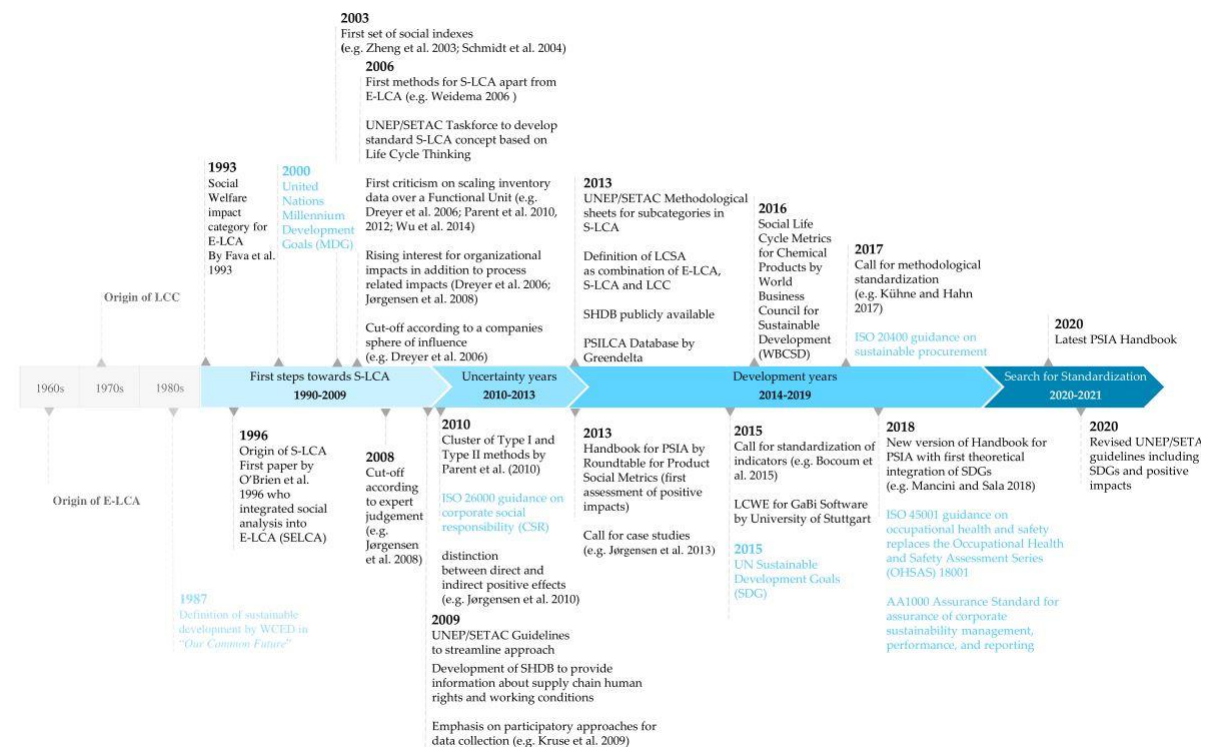 2003
First set of social indexes
(e.g. Zheng et al. 2003; Schmidt et al. 2004)
2006
First methods for S-LCA apart from
E-LCA (e.g. Weidema 2006 )
UNEP/SETAC Taskforce to develop
standard S-LCA concept based on
Life Cycle Thinking
First criticism on scaling inventory
data over a Functional Unit (e.g.
Dreyer et al. 2006; Parent et al. 2010,
2012; Wu et al. 2014)
Rising interest for organizational
impacts in addition to process
related impacts (Dreyer et al. 2006;
Jørgensen et al. 2008)
Cut-off according to a companies
sphere of influence
(e.g. Dreyer et al. 2006)
1993
Social
Welfare
impact
category for
E-LCA
By Fava et al.
1993
2000
United
Nations
Millennium
Development
Goals (MDG)
Origin of LCC
2013
UNEP/SETAC Methodological
sheets for subcategories in
S-LCA
Definition of LCSA
as combination of E-LCA,
S-LCA and LCC
SHDB publicly available
PSILCA Database by
Greendelta
2016
Social Life
Cycle Metrics
for Chemical
Products by
World
Business
Council for
Sustainable
Development
(WBCSD)
2017
Call for methodological
standardization
(e.g. Kühne and Hahn
2017)
ISO 20400 guidance on
sustainable procurement
2020
Latest PSIA Handbook
1960s
1970s
1980s
First steps towards S-LCA
1990-2009
Uncertainty years
2010-2013
Development years
2014-2019
Search for Standardization
2020-2021
Origin of E-LCA
1987
Definition of sustainable
development by WCED in
"Our Common Future"
1996
Origin of S-LCA
First paper by
O'Brien et al.
1996 who
integrated social
analysis into
E-LCA (SELCA)
2008
Cut-off
according
to expert
judgement
(e.g.
Jørgensen
et al. 2008)
2010
Cluster of Type I and
Type II methods by
Parent et al. (2010)
ISO 26000 guidance on
corporate social
responsibility (CSR)
distinction
between direct and
indirect positive effects
(e.g. Jørgensen et al. 2010)
2009
UNEP/SETAC Guidelines
to streamline approach
Development of SHDB to provide
information about supply chain human
rights and working conditions
Emphasis on participatory approaches for
data collection (e.g. Kruse et al. 2009)
2013
Handbook for PSIA by
Roundtable for Product
Social Metrics (first
assessment of positive
impacts)
Call for case studies
(e.g. Jørgensen et al. 2013)
2015
Call for standardization of
indicators (e.g. Bocoum et
al. 2015)
LCWE for GaBi Software
by University of Stuttgart
2015
UN Sustainable
Development Goals
(SDG)
2018
New version of Handbook for
PSIA with first theoretical
integration of SDGs
(e.g. Mancini and Sala 2018)
ISO 45001 guidance on
occupational health and safety
replaces the Occupational Health
and Safety Assessment Series
(OHSAS) 18001
AA1000 Assurance Standard for
assurance of corporate
sustainability management,
performance, and reporting
2020
Revised UNEP/SETA
guidelines including
SDGs and positive
impacts